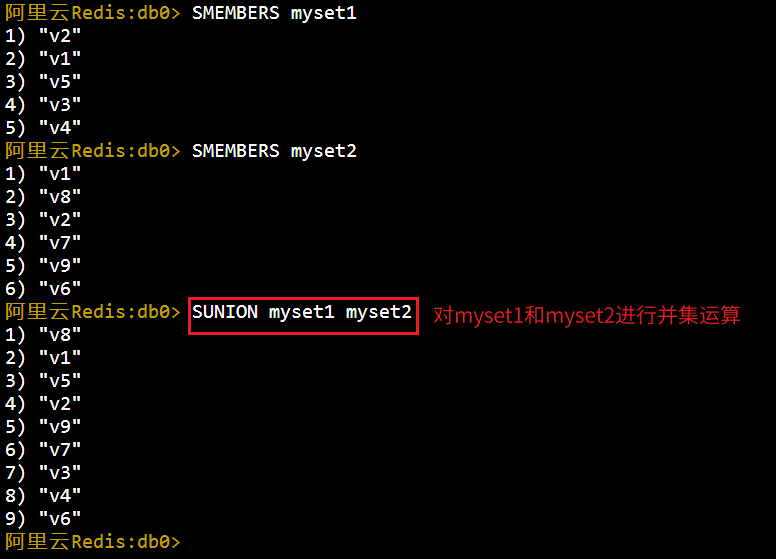 阿里云Redis:db0> SMEMBERS myset1
1) "v2"
2) "v1"
3) "v5"
4) "v3"
5) "v4"
阿里云Redis:db0> SMEMBERS myset2
1) "v1"
2) "v8"
3) "v2"
4) "v7"
5) "v9"
6) "v6"
阿里云Redis:db0> SUNION myset1 myset2 对myset1和myset2进行并集运算
1) "v8"
2) "v1"
3) "v5"
4) "v2"
5) "v9"
6) "v7"
7) "v3"
8) "v4"
9) "v6"
阿里云Redis:db0>